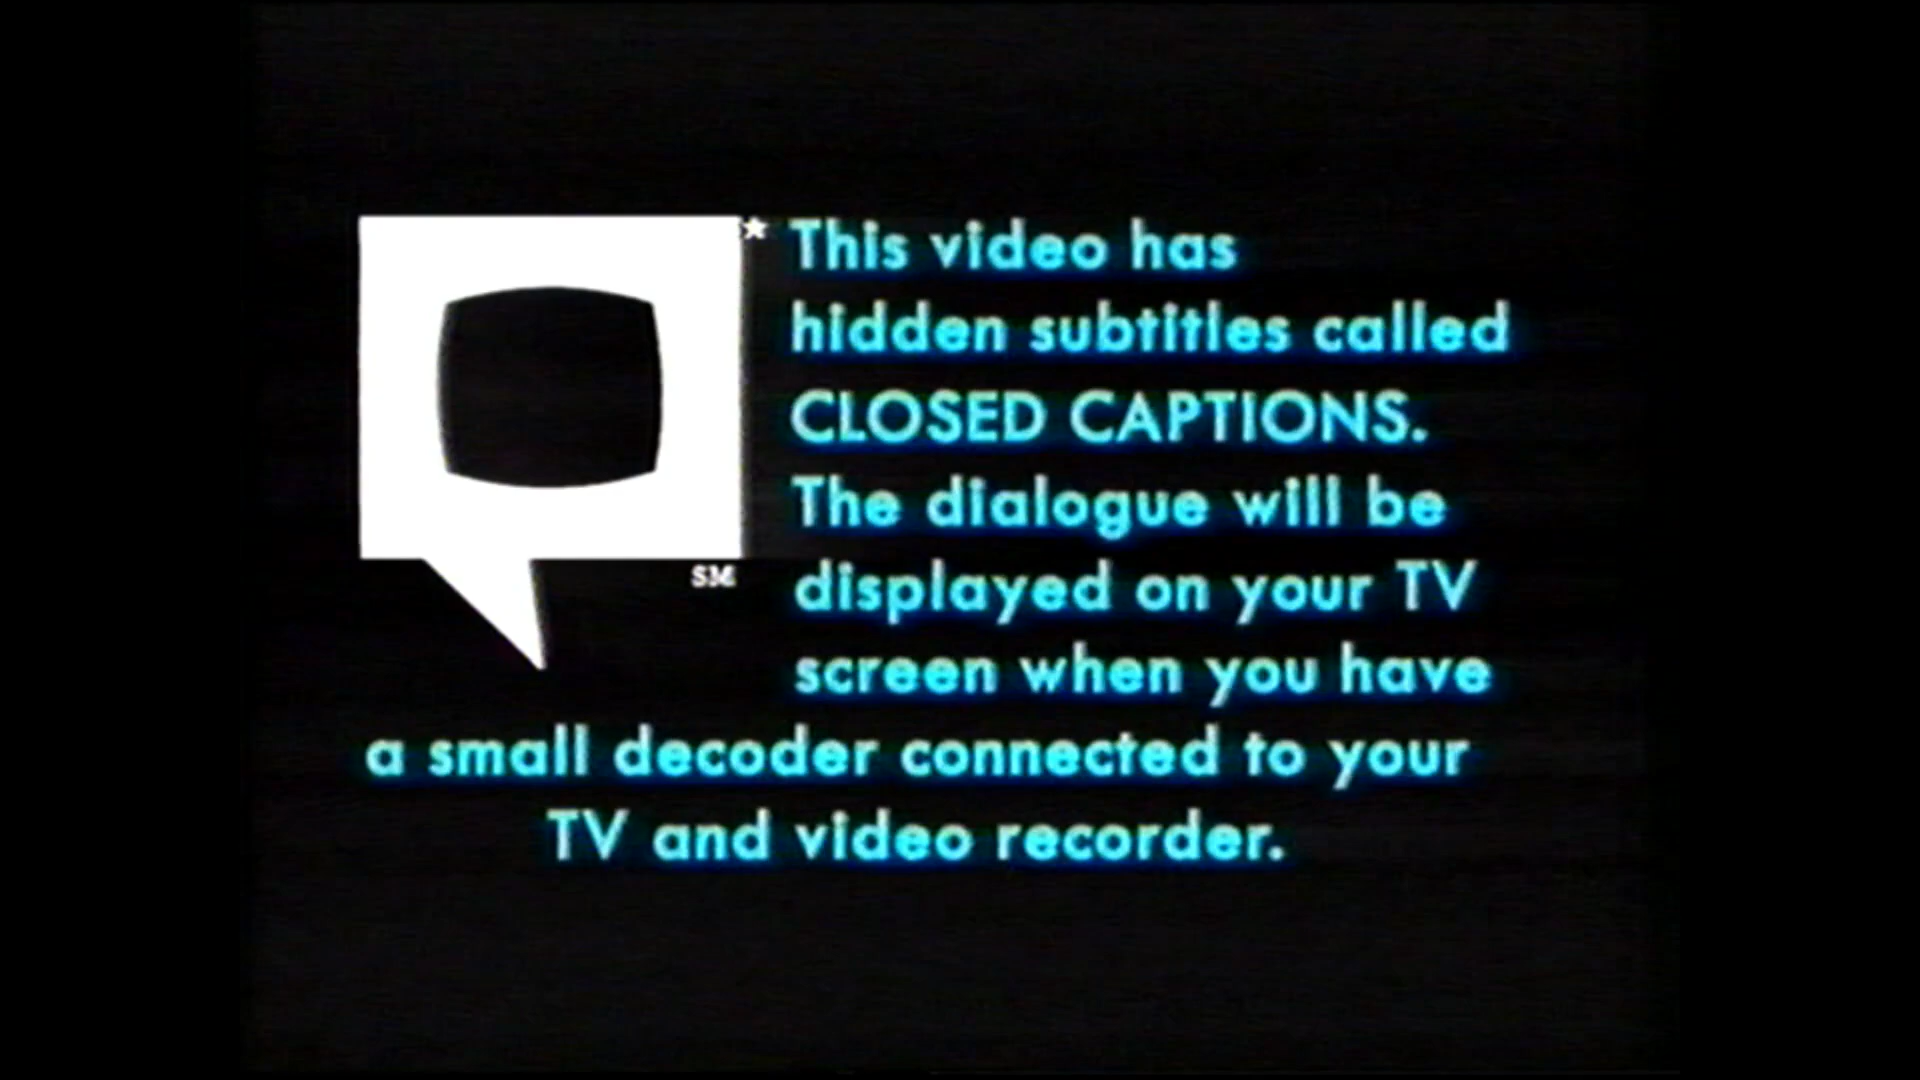 ★ This video has
hidden subtitles called
CLOSED CAPTIONS.
The dialogue will be
displayed on your TV
screen when you have
SM
a small decoder connected to your
TV and video recorder.